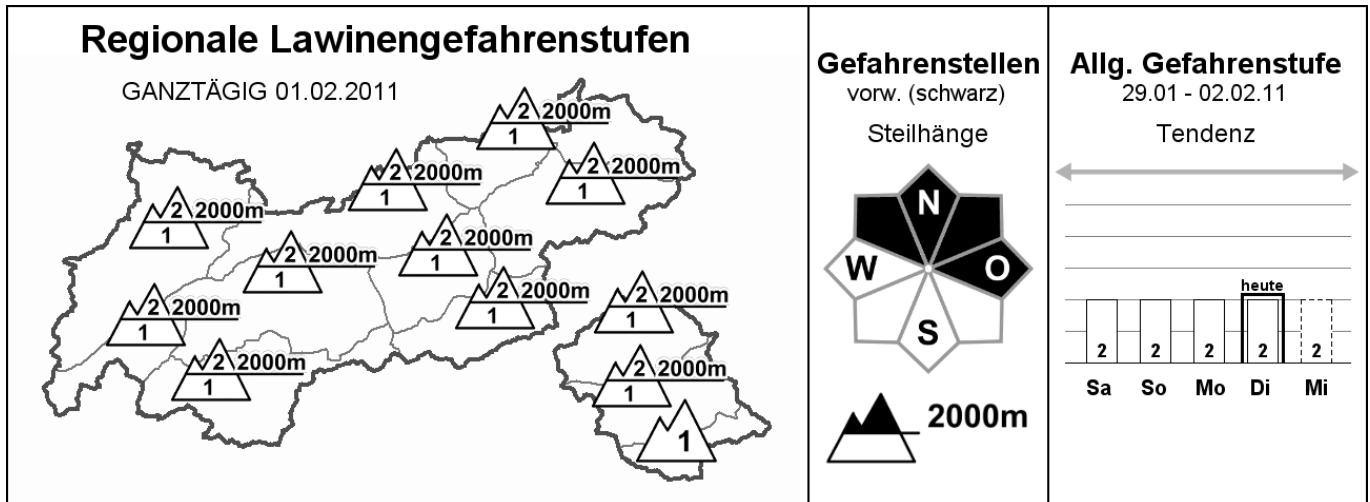 Regionale Lawinengefahrenstufen
GANZTÄGIG 01.02.2011
2 2000m
1
2 2000m
1
2 2000m
1
2 2000m
1
2 2000m
1
2 2000m
1
2 2000m
1
2 2000m
1
2 2000m
1
2 2000m
1
2 2000m
1
2 2000m
1
1
Gefahrenstellen
vorw. (schwarz)
Steilhänge
N
W
O
S
2000m
Allg. Gefahrenstufe
29.01 - 02.02.11
Tendenz
heute
2 2 2 2 2
Sa So Mo Di Mi